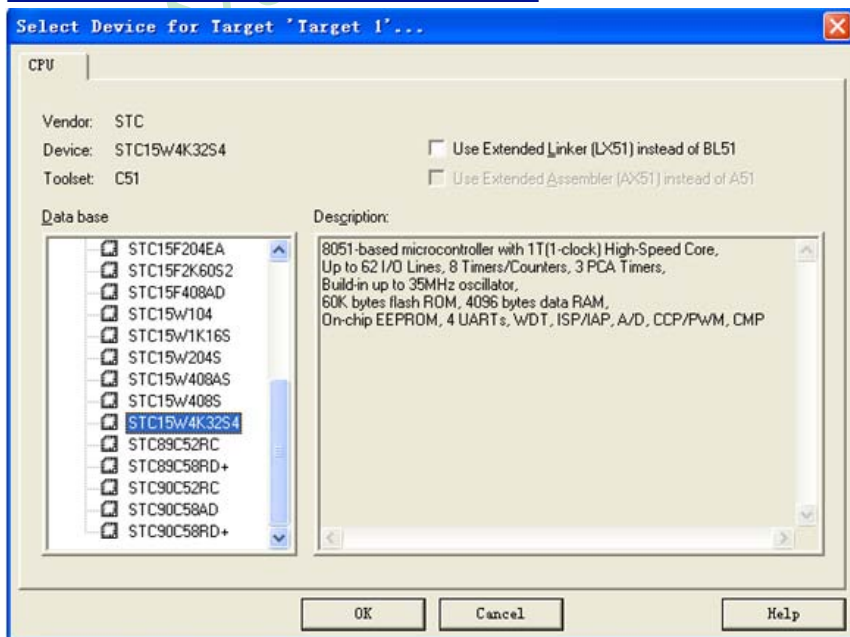 Select Device for Target 'Target 1'...
CPU
Vendor: STC
Device: STC15W4K32S4
Toolset: C51
Use Extended Linker (LX51) instead of BL51
Use Extended Assembler (AX51) instead of A51
Data base
STC15F204EA
STC15F2K60S2
STC15F408AD
STC15W104
STC15W1K16S
STC15W204S
STC15W408AS
STC15W408S
STC15W4K32S4
STC89C52RC
STC89C58RD+
STC90C52RC
STC90C58AD
STC90C58RD+
Description:
8051-based microcontroller with 1T(1-clock) High-Speed Core,
Up to 62 I/O Lines, 8 Timers/Counters, 3 PCA Timers,
Build-in up to 35MHz oscillator,
60K bytes flash ROM, 4096 bytes data RAM,
On-chip EEPROM, 4 UARTs, WDT, ISP/IAP, A/D, CCP/PWM, CMP
OK
Cancel
Help